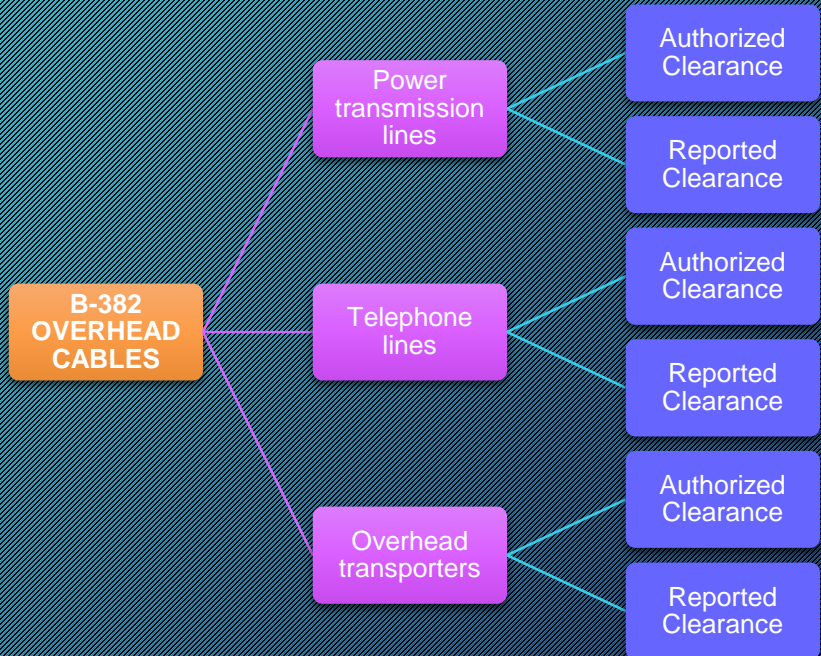 B-382
OVERHEAD
CABLES
Power
transmission
lines
Authorized
Clearance
Reported
Clearance
Telephone
lines
Authorized
Clearance
Reported
Clearance
Overhead
transporters
Authorized
Clearance
Reported
Clearance